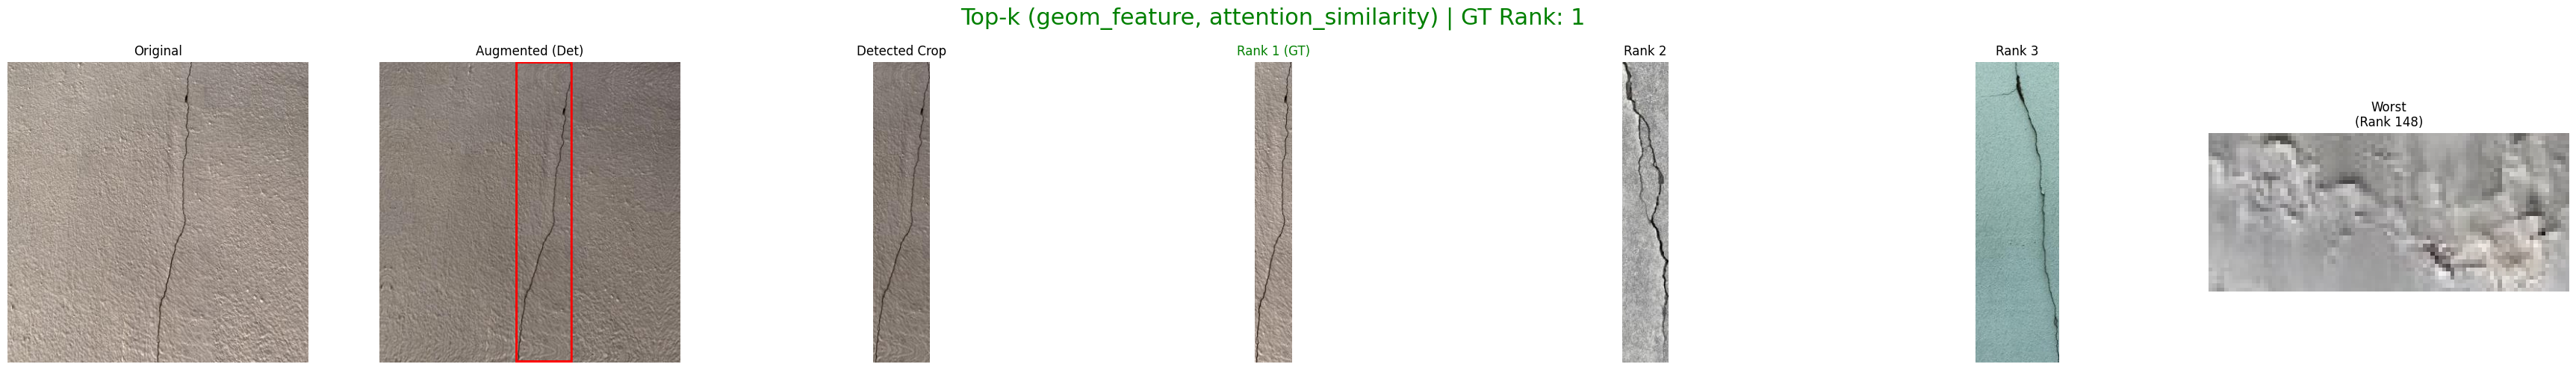 Top-k (geom_feature, attention_similarity) | GT Rank: 1
Original
Augmented (Det)
Detected Crop
Rank 1 (GT)
Rank 2
Rank 3
Worst
(Rank 148)